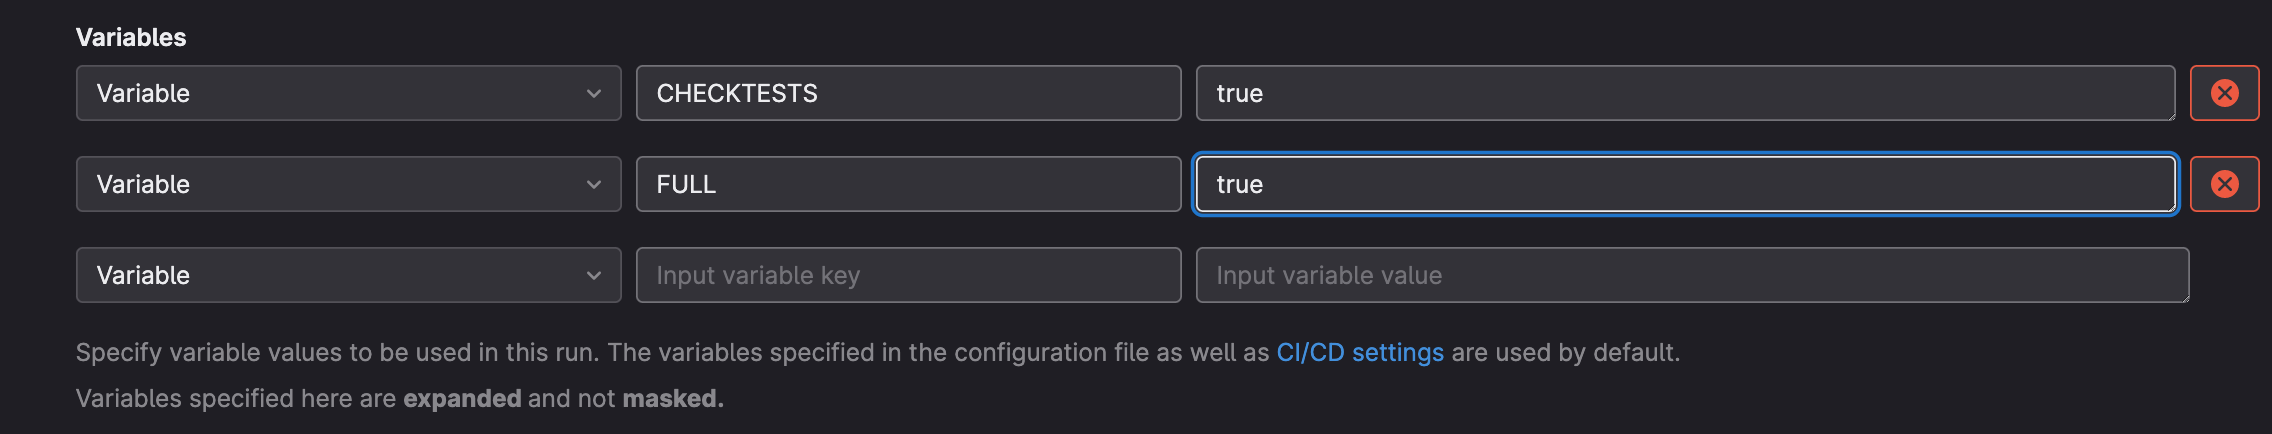 Variables
Variable CHECKTESTS true
Variable FULL true
Variable Input variable key Input variable value
Specify variable values to be used in this run. The variables specified in the configuration file as well as CI/CD settings are used by default.
Variables specified here are expanded and not masked.